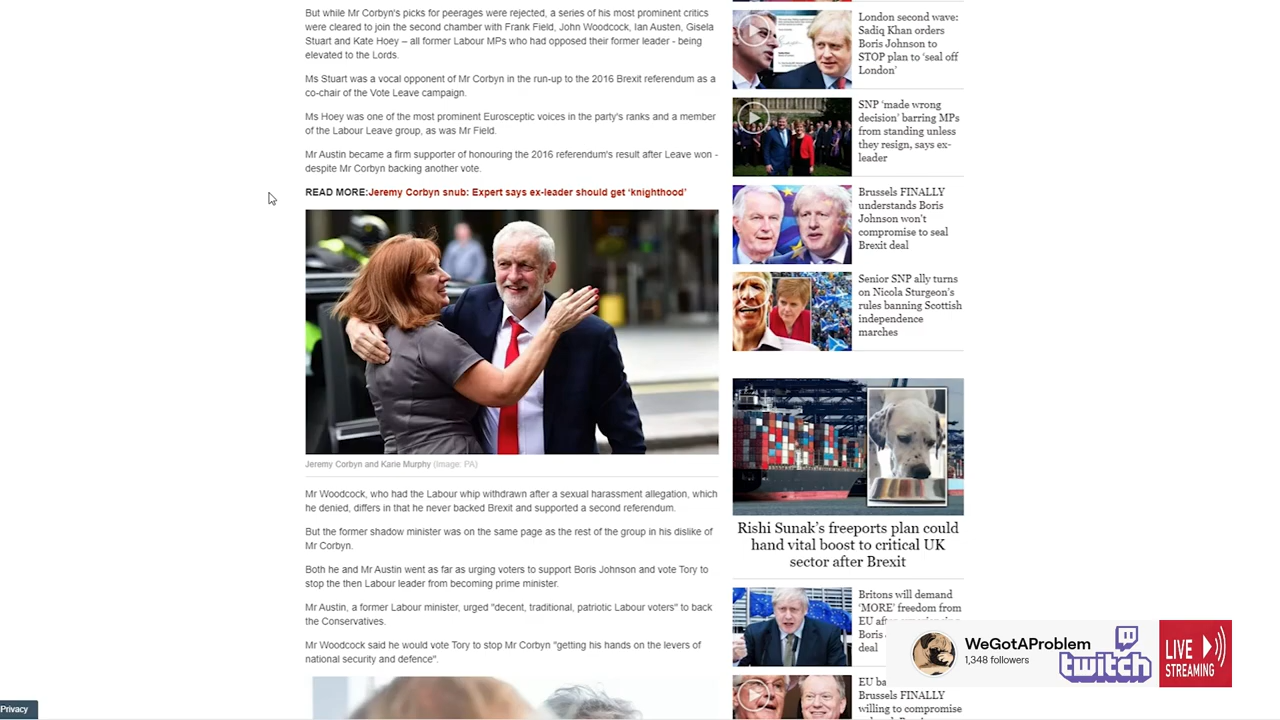 But while Mr Corbyn's picks for peerages were rejected, a series of his most prominent critics
were cleared to join the second chamber with Frank Field, John Woodcock, Ian Austen, Gisela
Stuart and Kate Hoey – all former Labour MPs who had opposed their former leader - being
elevated to the Lords.
Ms Stuart was a vocal opponent of Mr Corbyn in the run-up to the 2016 Brexit referendum as a
co-chair of the Vote Leave campaign.
Ms Hoey was one of the most prominent Eurosceptic voices in the party's ranks and a member
of the Labour Leave group, as was Mr Field.
Mr Austin became a firm supporter of honouring the 2016 referendum's result after Leave won -
despite Mr Corbyn backing another vote.
READ MORE:Jeremy Corbyn snub: Expert says ex-leader should get ‘knighthood’
Jeremy Corbyn and Karie Murphy (Image: PA)
Mr Woodcock, who had the Labour whip withdrawn after a sexual harassment allegation, which
he denied, differs in that he never backed Brexit and supported a second referendum.
But the former shadow minister was on the same page as the rest of the group in his dislike of
Mr Corbyn.
Both he and Mr Austin went as far as urging voters to support Boris Johnson and vote Tory to
stop the then Labour leader from becoming prime minister.
Mr Austin, a former Labour minister, urged "decent, traditional, patriotic Labour voters" to back
the Conservatives.
Mr Woodcock said he would vote Tory to stop Mr Corbyn "getting his hands on the levers of
national security and defence".
London second wave:
Sadiq Khan orders
Boris Johnson to
STOP plan to ‘seal off
London’
SNP ‘made wrong
decision’ barring MPs
from standing unless
they resign, says ex-
leader
Brussels FINALLY
understands Boris
Johnson won’t
compromise to seal
Brexit deal
Senior SNP ally turns
on Nicola Sturgeon’s
rules banning Scottish
independence
marches
Rishi Sunak’s freeports plan could
hand vital boost to critical UK
sector after Brexit
Britons will demand
‘MORE’ freedom from
EU
Boris
deal
EU
Brussels FINALLY
willing to compromise
WeGotAProblem
1,348 followers
twitch
LIVE
STREAMING
Privacy